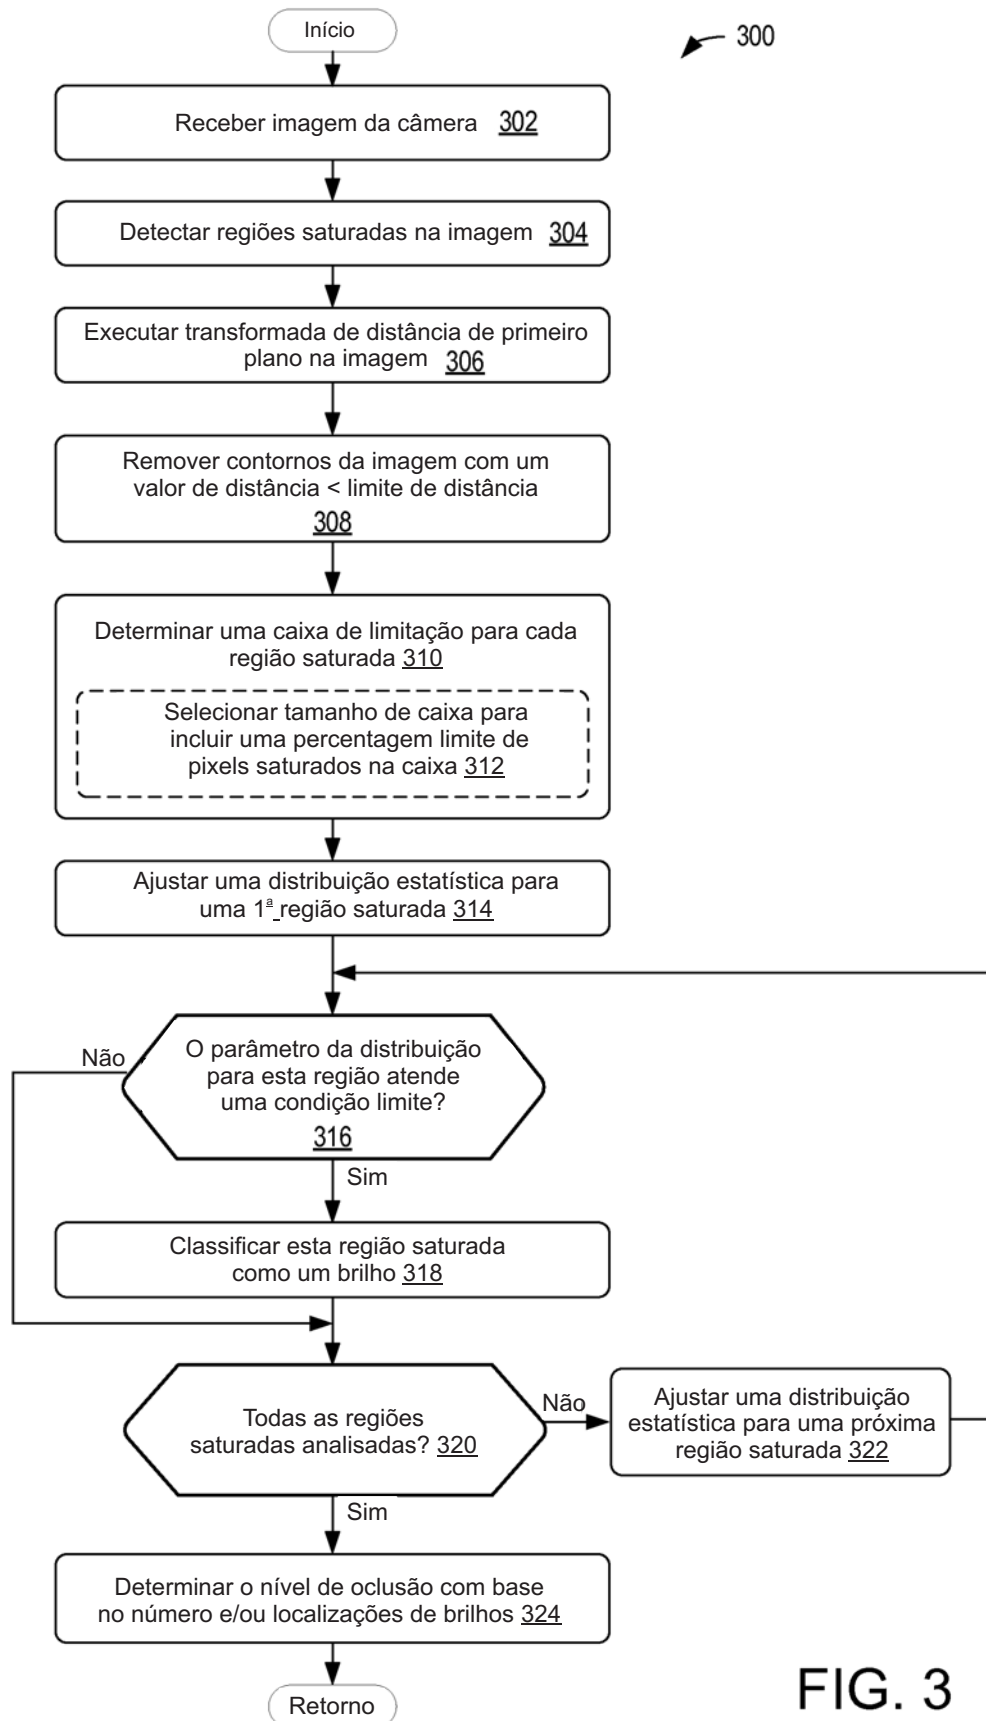 Início
300
Receber imagem da câmera 302
Detectar regiões saturadas na imagem 304
Executar transformada de distância de primeiro
plano na imagem 306
Remover contornos da imagem com um
valor de distância < limite de distância
308
Determinar uma caixa de limitação para cada
região saturada 310
Selecionar tamanho de caixa para
incluir uma percentagem limite de
pixels saturados na caixa 312
Ajustar uma distribuição estatística para
uma 1ª região saturada 314
Não
O parâmetro da distribuição
para esta região atende
uma condição limite?
316
Sim
Classificar esta região saturada
como um brilho 318
Todas as regiões
saturadas analisadas? 320
Não
Ajustar uma distribuição
estatística para uma próxima
região saturada 322
Sim
Determinar o nível de oclusão com base
no número e/ou localizações de brilhos 324
Retorno
FIG. 3